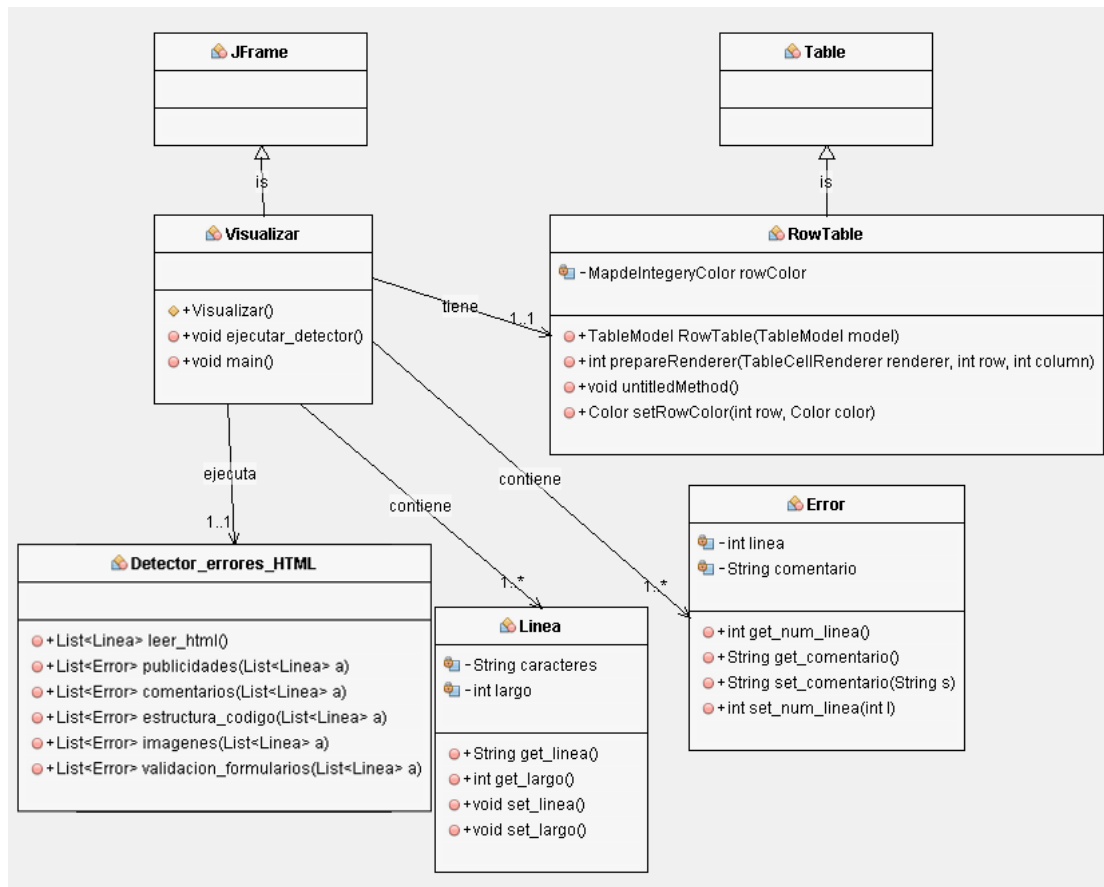 JFrame
Table
is
is
Visualizar
+Visualizar()
+void ejecutar_detector()
+void main()
RowTable
-MapdeIntegeryColor rowColor
+TableModel RowTable(TableModel model)
+int prepareRenderer(TableCellRenderer renderer, int row, int column)
+void untitledMethod()
+Color setRowColor(int row, Color color)
tiene
1..1
ejecuta
1..1
contiene
1..*
contiene
1..*
Detector_errores_HTML
+List<Linea> leer_html()
+List<Error> publicidades(List<Linea> a)
+List<Error> comentarios(List<Linea> a)
+List<Error> estructura_codigo(List<Linea> a)
+List<Error> imagenes(List<Linea> a)
+List<Error> validacion_formularios(List<Linea> a)
Linea
-String caracteres
-int largo
+String get_linea()
+int get_largo()
+void set_linea()
+void set_largo()
Error
-int linea
-String comentario
+int get_num_linea()
+String get_comentario()
+String set_comentario(String s)
+int set_num_linea(int l)